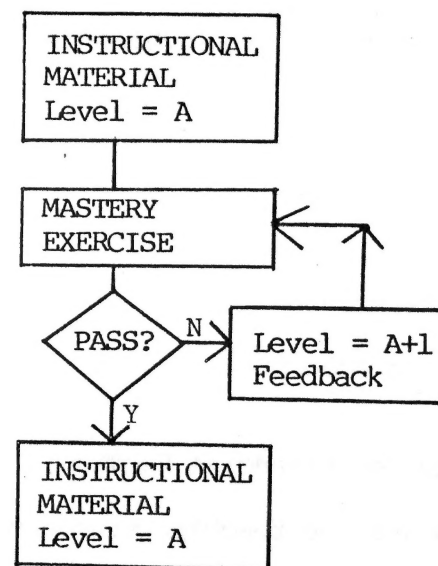 INSTRUCTIONAL
MATERIAL
Level = A
MASTERY
EXERCISE
PASS?
N
Level = A+1
Feedback
Y
INSTRUCTIONAL
MATERIAL
Level = A